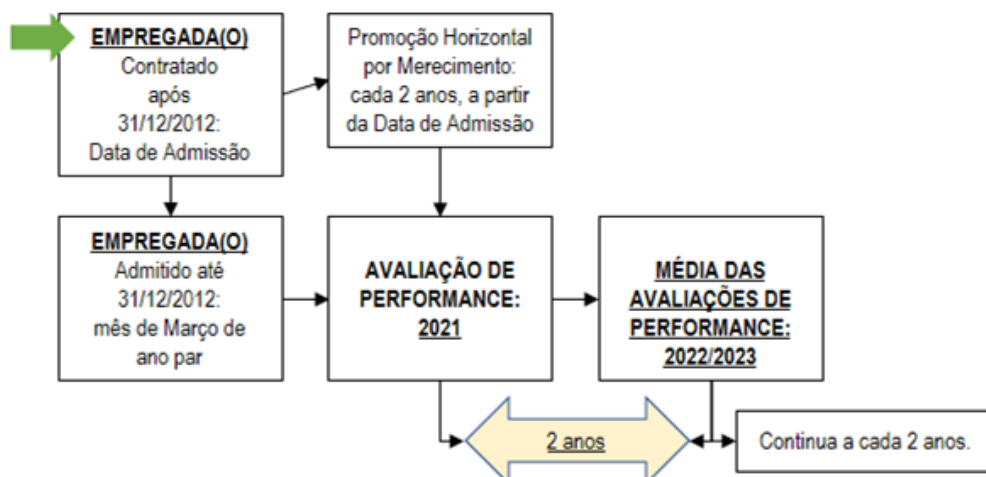 EMPREGADA(O)
Contratado
após
31/12/2012:
Data de Admissão
Promoção Horizontal
por Merecimento:
cada 2 anos, a partir
da Data de Admissão
EMPREGADA(O)
Admitido até
31/12/2012:
mês de Março de
ano par
AVALIAÇÃO DE
PERFORMANCE:
2021
MÉDIA DAS
AVALIAÇÕES DE
PERFORMANCE:
2022/2023
2 anos
Continua a cada 2 anos.